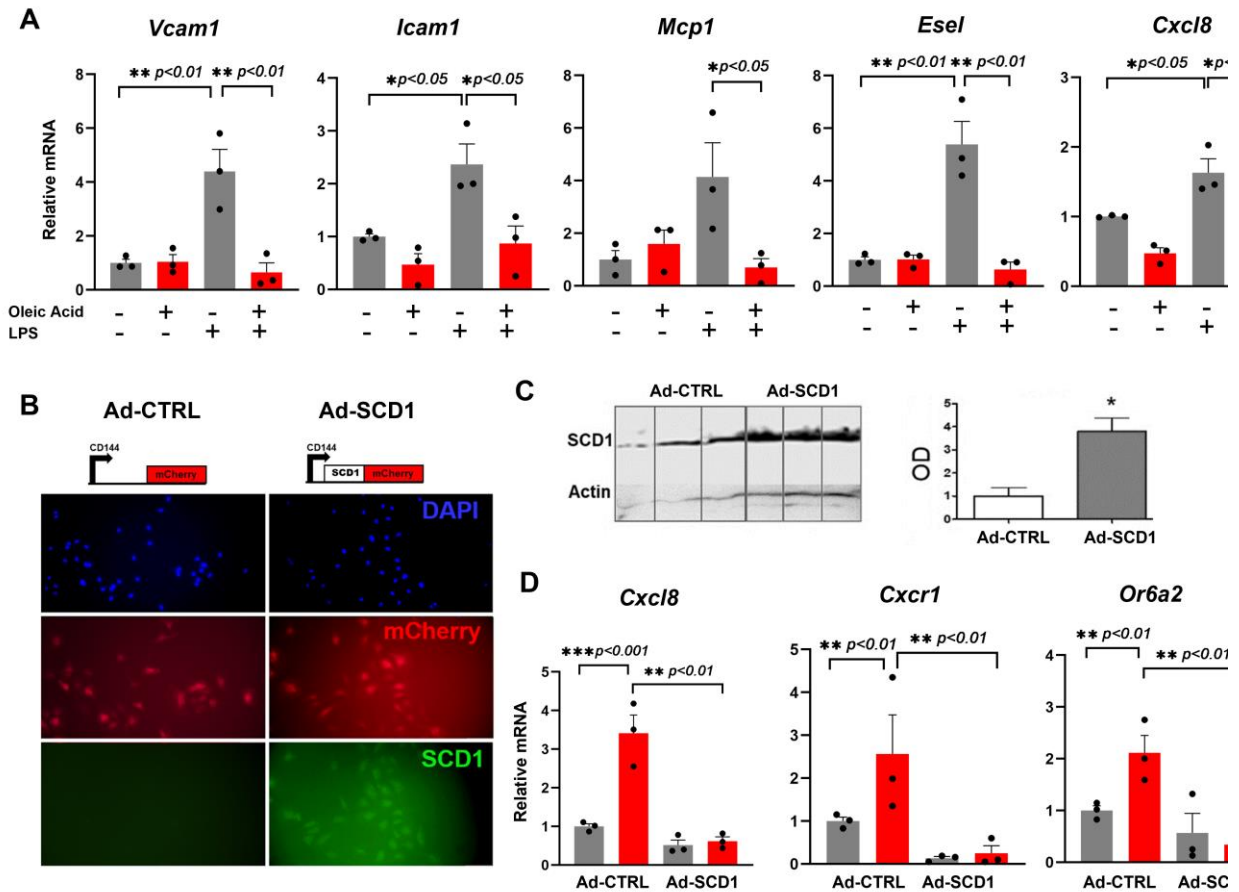 A
Vcam1
Icam1
Mcp1
Esel
Cxcl8
** p<0.01 ** p<0.01
*p<0.05 *p<0.05
*p<0.05
** p<0.01 ** p<0.01
*p<0.05 *p<
Relative mRNA
8
6
4
2
0
4
3
2
1
0
8
6
4
2
0
8
6
4
2
0
3
2
1
0
Oleic Acid - + - + - + - + - + - + - + - + - + -
LPS - - + + - - + + - - + + - - + + - - +
B
Ad-CTRL Ad-SCD1
CD144
mCherry
CD144
SCD1 mCherry
DAPI
mCherry
SCD1
C
Ad-CTRL Ad-SCD1
SCD1
Actin
OD
5
4
3
2
1
0
*
Ad-CTRL Ad-SCD1
D
Cxcl8
Cxcr1
Or6a2
***p<0.001
** p<0.01
** p<0.01
** p<0.01
** p<0.01
** p<0.01
Relative mRNA
5
4
3
2
1
0
5
4
3
2
1
0
4
3
2
1
0
Ad-CTRL Ad-SCD1
Ad-CTRL Ad-SCD1
Ad-CTRL Ad-SC